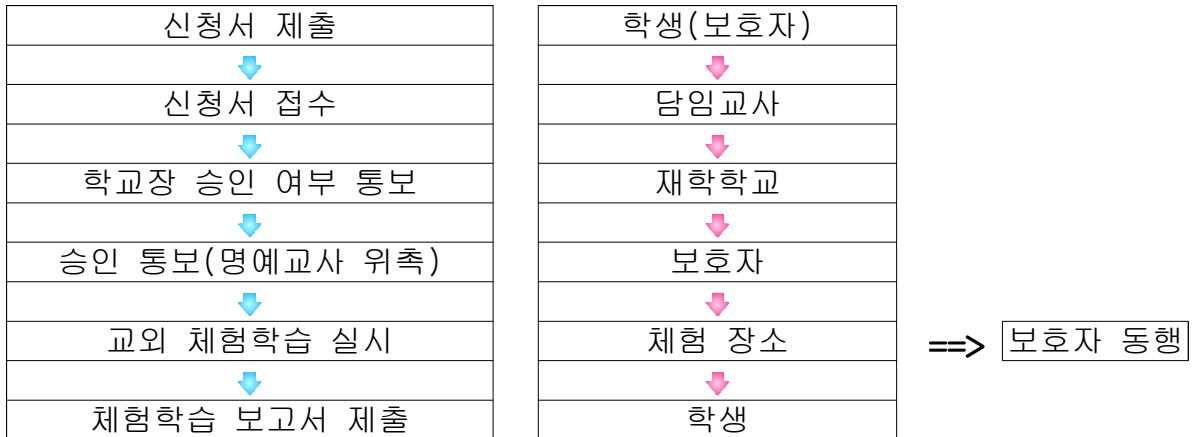 신청서 제출 학생(보호자)
신청서 접수 담임교사
학교장 승인 여부 통보 재학학교
승인 통보(명예교사 위촉) 보호자
교외 체험학습 실시 체험 장소 ==> 보호자 동행
체험학습 보고서 제출 학생